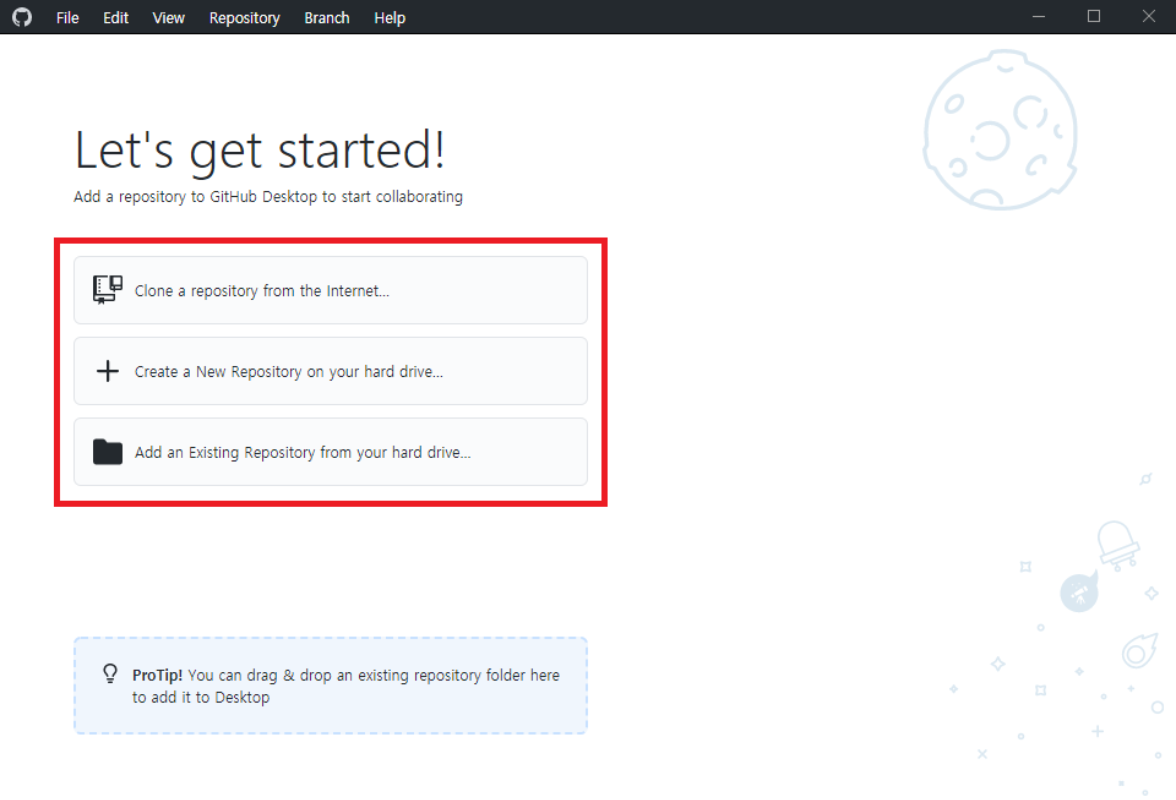 File Edit View Repository Branch Help
Let's get started!
Add a repository to GitHub Desktop to start collaborating
Clone a repository from the Internet...
Create a New Repository on your hard drive...
Add an Existing Repository from your hard drive...
ProTip! You can drag & drop an existing repository folder here
to add it to Desktop